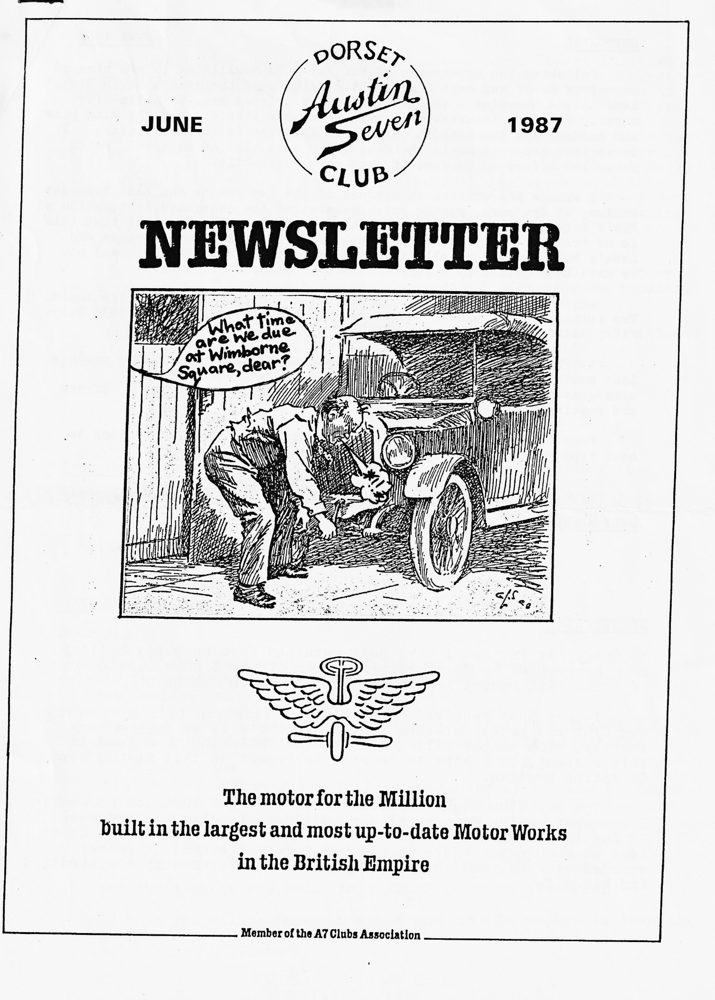 DORSET
Austin
Seven
CLUB
JUNE
1987
NEWSLETTER
What time
are we due
at Wimborne
Square, dear?
The motor for the Million
built in the largest and most up-to-date Motor Works
in the British Empire
Member of the A7 Clubs Association